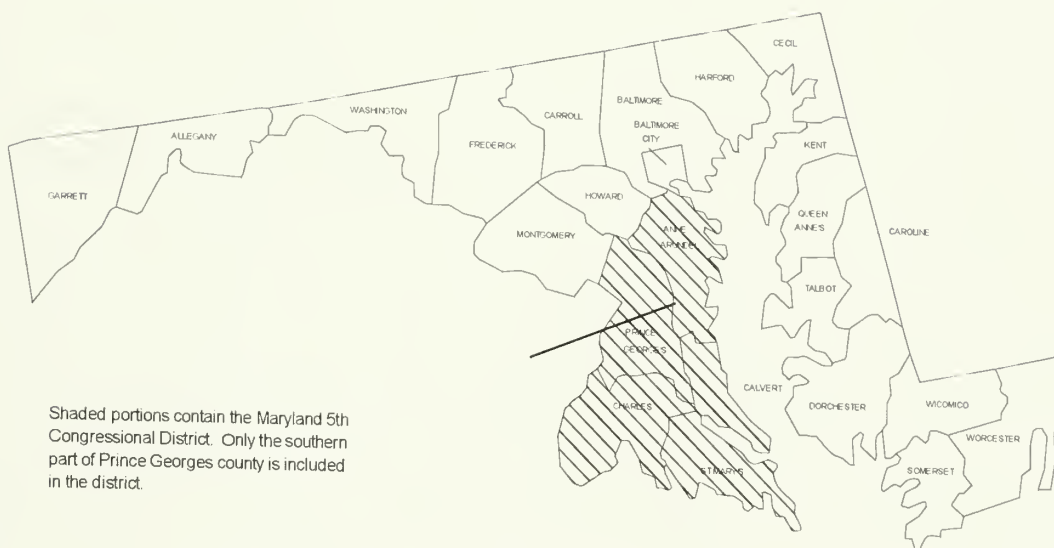 CECIL
HARFORD
BALTIMORE
CARROLL
WASHINGTON
FREDERICK
ALLEGANY
GARRETT
BALTIMORE
CITY
KENT
HOWARD
MONTGOMERY
ANNE
ARUNDEL
QUEEN
ANNE'S
CAROLINE
TALBOT
PRINCE
GEORGE'S
CALVERT
CHARLES
DORCHESTER
WICOMICO
WORCESTER
ST MARYS
SOMERSET
Shaded portions contain the Maryland 5th
Congressional District. Only the southern
part of Prince Georges county is included
in the district.